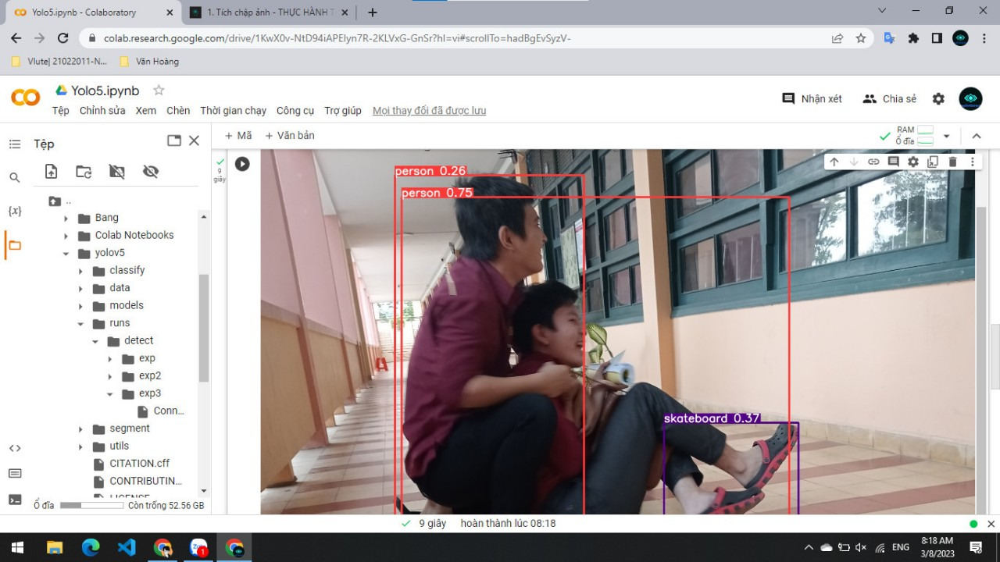 Yolo5.ipynb - Colaboratory
1. Tích chập ảnh - THỰC HÀNH T
colab.research.google.com/drive/1KwX0v-NtD94iAPEIyn7R-2KLVxG-GnSr?hl=vi#scrollTo=hadBgEvSyzV-
Vlute| 21022011-N...
Văn Hoàng
Yolo5.ipynb
Nhận xét
Chia sẻ
Tệp Chỉnh sửa Xem Chèn Thời gian chạy Công cụ Trợ giúp Mọi thay đổi đã được lưu
Tệp
+ Mã + Văn bản
RAM
Ổ đĩa
9
giây
{x}
..
Bang
Colab Notebooks
yolov5
classify
data
models
runs
detect
exp
exp2
exp3
Conn...
segment
utils
CITATION.cff
CONTRIBUTIN...
LICENSE
Ổ đĩa Còn trống 52.56 GB
person 0.26
person 0.75
skateboard 0.37
9 giây hoàn thành lúc 08:18
1
ENG
8:18 AM
3/8/2023